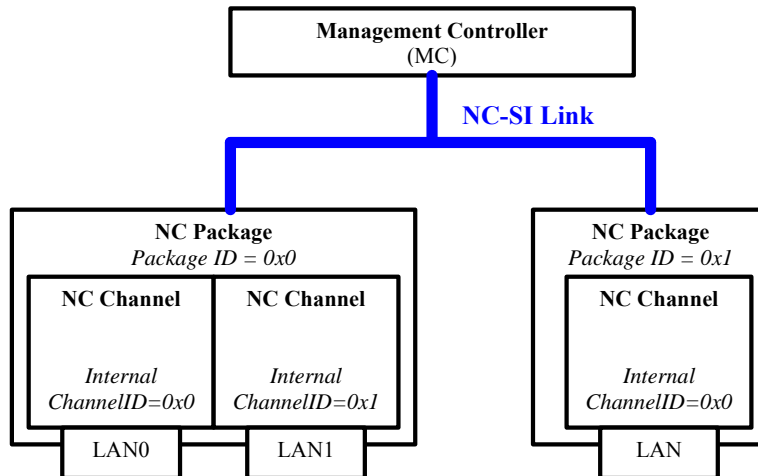 Management Controller
(MC)
NC-SI Link
NC Package
Package ID = 0x0
NC Channel
Internal
ChannelID=0x0
LAN0
NC Channel
Internal
ChannelID=0x1
LAN1
NC Package
Package ID = 0x1
NC Channel
Internal
ChannelID=0x0
LAN